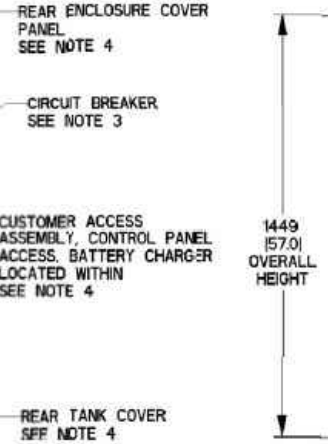 REAR ENCLOSURE COVER
PANEL
SEE NOTE 4
CIRCUIT BREAKER
SEE NOTE 3
CUSTOMER ACCESS
ASSEMBLY, CONTROL PANEL
ACCESS, BATTERY CHARGER
LOCATED WITHIN
SEE NOTE 4
1449
[57.0]
OVERALL
HEIGHT
REAR TANK COVER
SEE NOTE 4